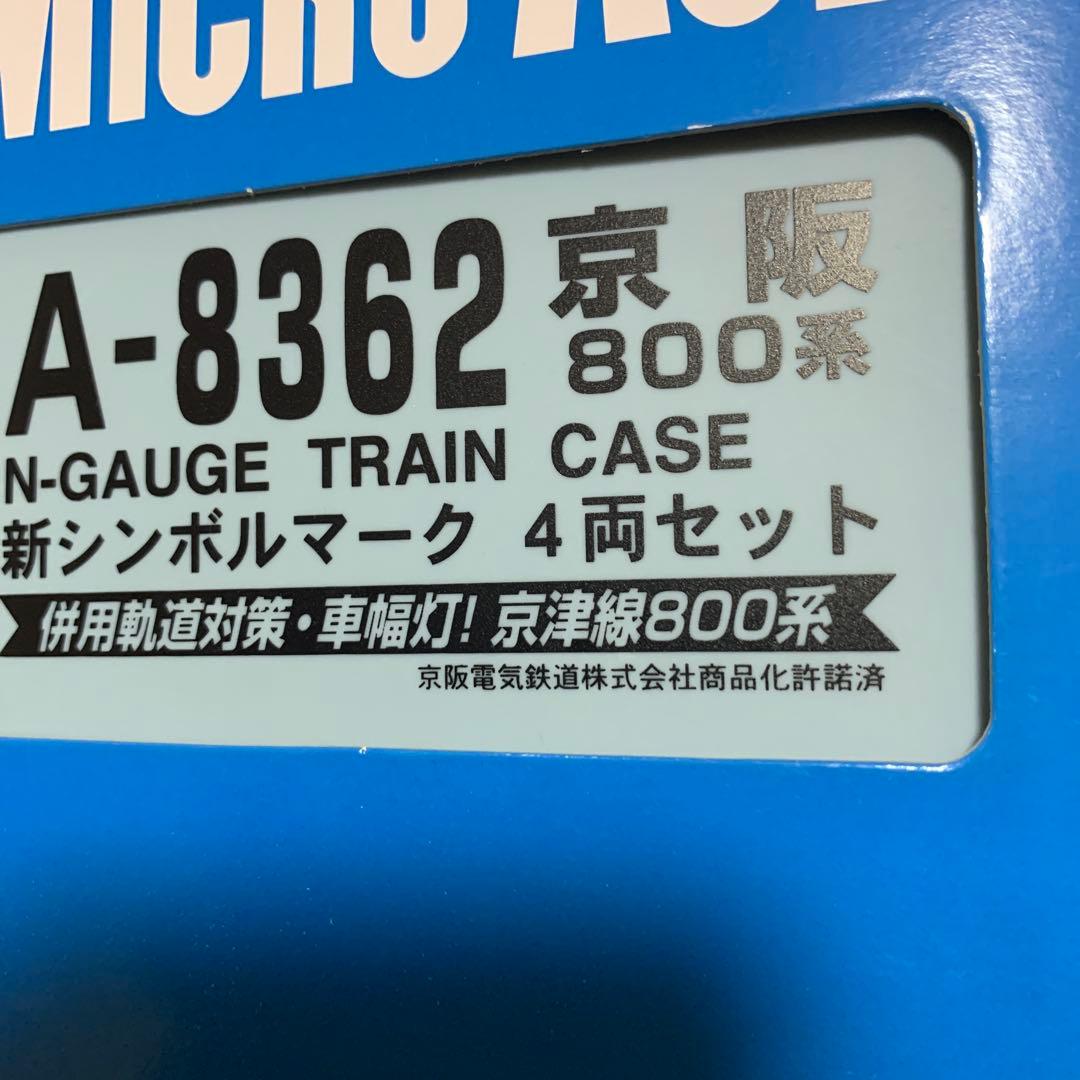 MICRO ACE
A-8362 京阪
800系
N-GAUGE TRAIN CASE
新シンボルマーク 4両セット
併用軌道対策・車幅灯! 京津線800系
京阪電気鉄道株式会社商品化許諾済